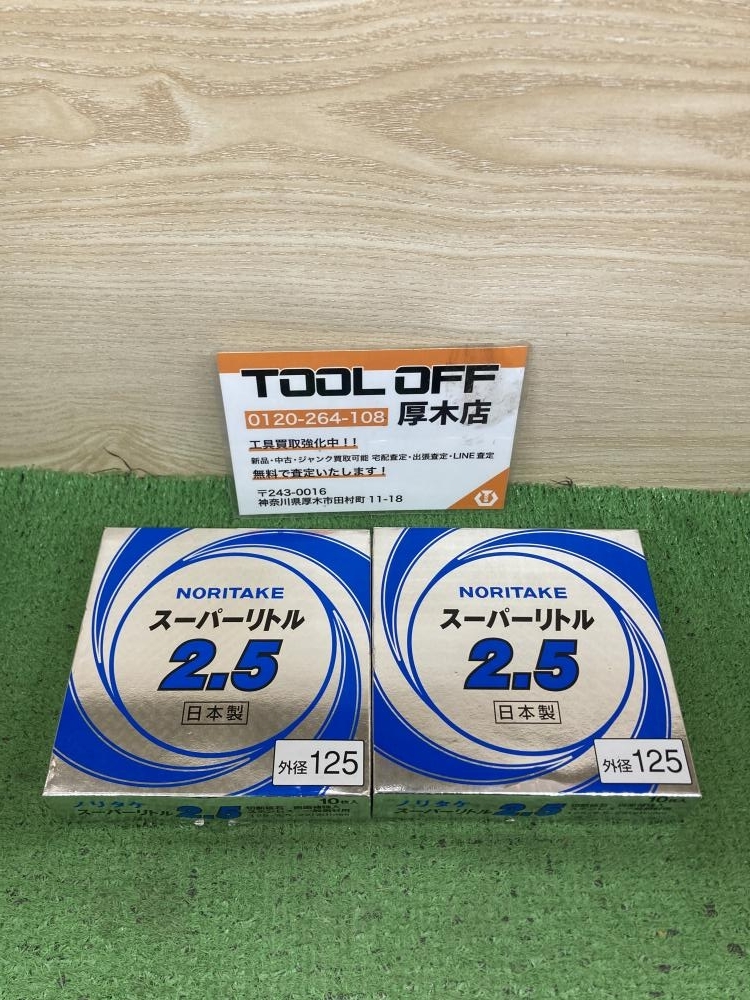 TOOL OFF
0120-264-108 厚木店
工具買取強化中!!
新品・中古・ジャンク買取可能 宅配査定・出張査定・LINE査定
無料で査定いたします!
〒243-0016
神奈川県厚木市田村町 11-18
NORITAKE
スーパーリトル
2.5
日本製
外径125
ノリタケ
スーパーリトル 2.5
10枚入
NORITAKE
スーパーリトル
2.5
日本製
外径125
ノリタケ
スーパーリトル 2.5
10枚入